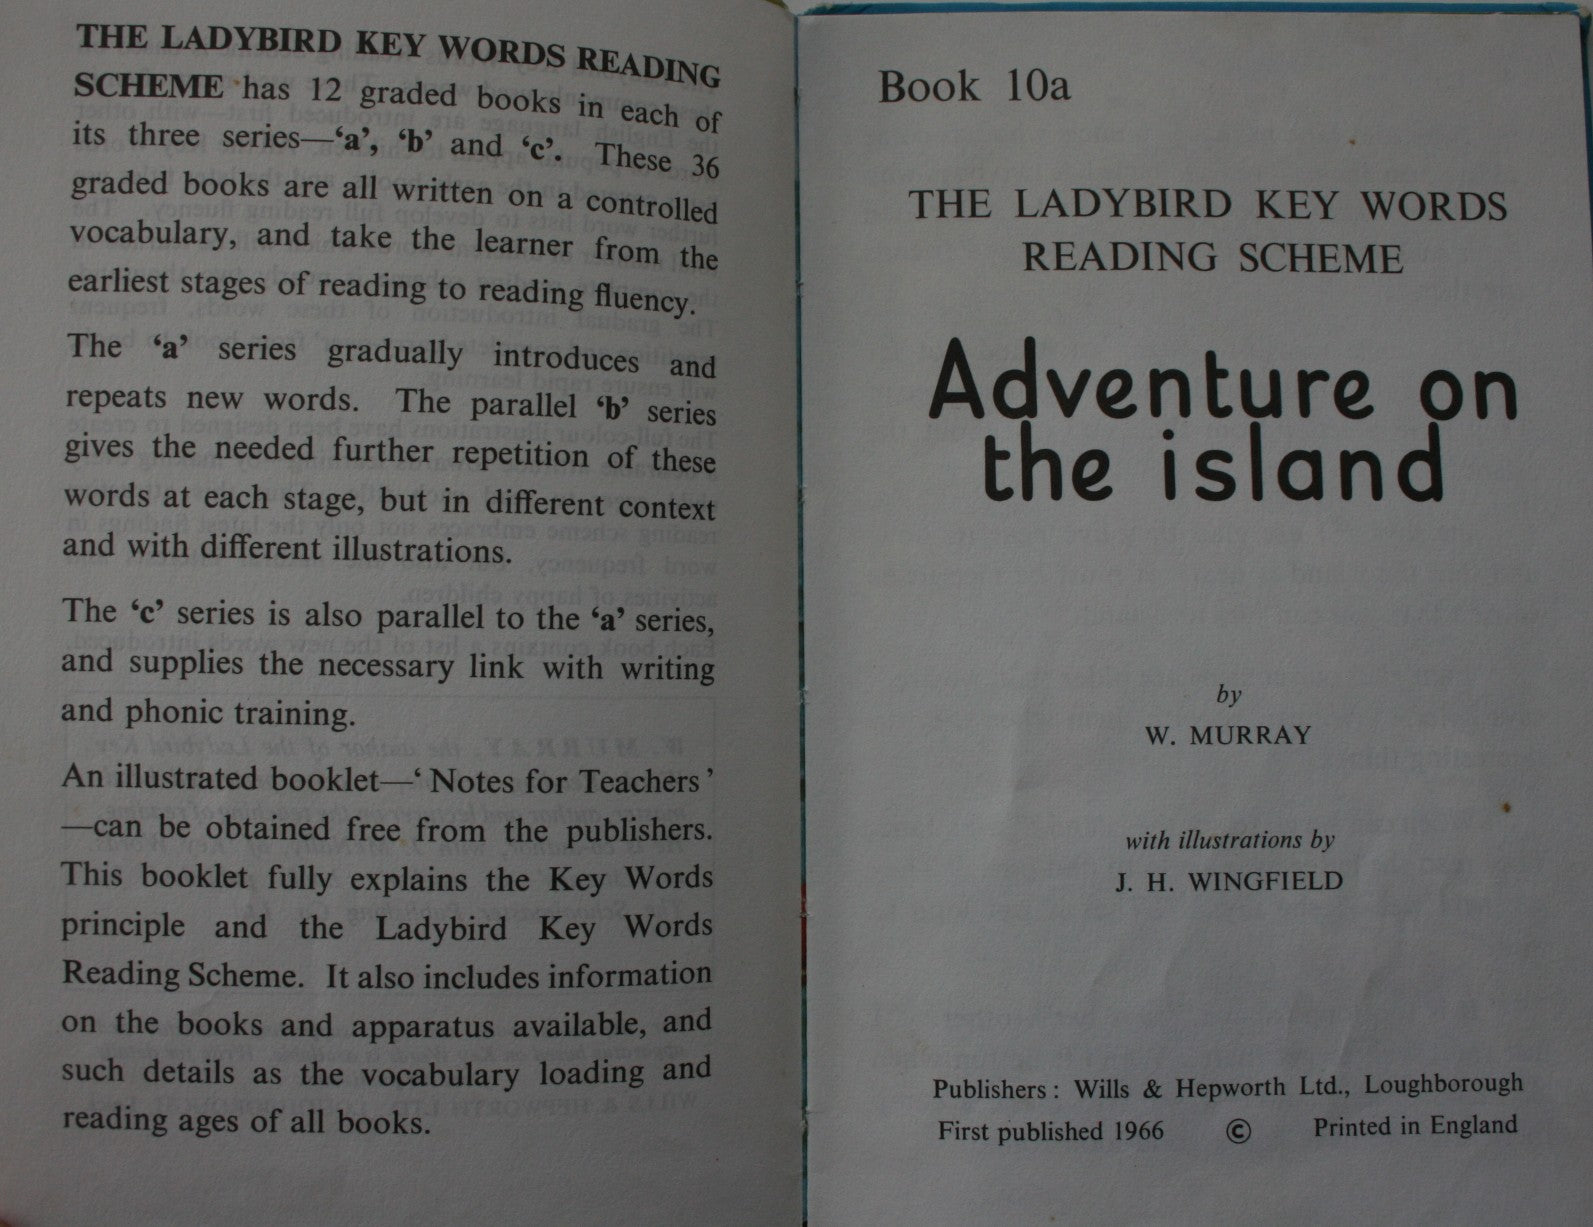 THE LADYBIRD KEY WORDS READING
SCHEME has 12 graded books in each of
its three series—‘a’, ‘b’ and ‘c’. These 36
graded books are all written on a controlled
vocabulary, and take the learner from the
earliest stages of reading to reading fluency.
The ‘a’ series gradually introduces and
repeats new words. The parallel ‘b’ series
gives the needed further repetition of these
words at each stage, but in different context
and with different illustrations.
The ‘c’ series is also parallel to the ‘a’ series,
and supplies the necessary link with writing
and phonic training.
An illustrated booklet—‘ Notes for Teachers ’
—can be obtained free from the publishers.
This booklet fully explains the Key Words
principle and the Ladybird Key Words
Reading Scheme. It also includes information
on the books and apparatus available, and
such details as the vocabulary loading and
reading ages of all books.
Book 10a
THE LADYBIRD KEY WORDS
READING SCHEME
Adventure on
the island
by
W. MURRAY
with illustrations by
J. H. WINGFIELD
Publishers : Wills & Hepworth Ltd., Loughborough
First published 1966 © Printed in England